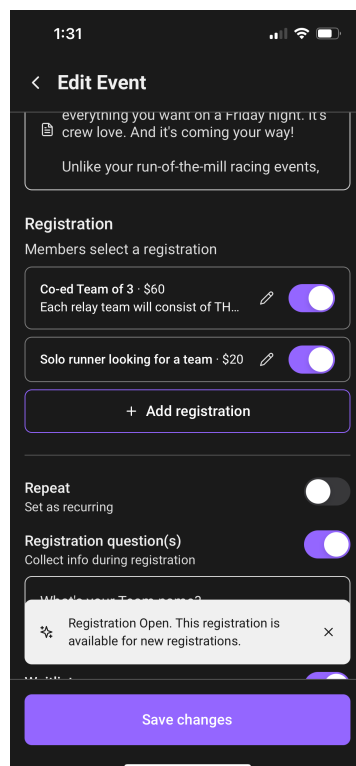 1:31
Edit Event
everything you want on a Friday night. It's
crew love. And it's coming your way!
Unlike your run-of-the-mill racing events,
Registration
Members select a registration
Co-ed Team of 3 · $60
Each relay team will consist of TH...
Solo runner looking for a team · $20
+ Add registration
Repeat
Set as recurring
Registration question(s)
Collect info during registration
What's your Team name?
Registration Open. This registration is
available for new registrations.
Waitlist
Save changes